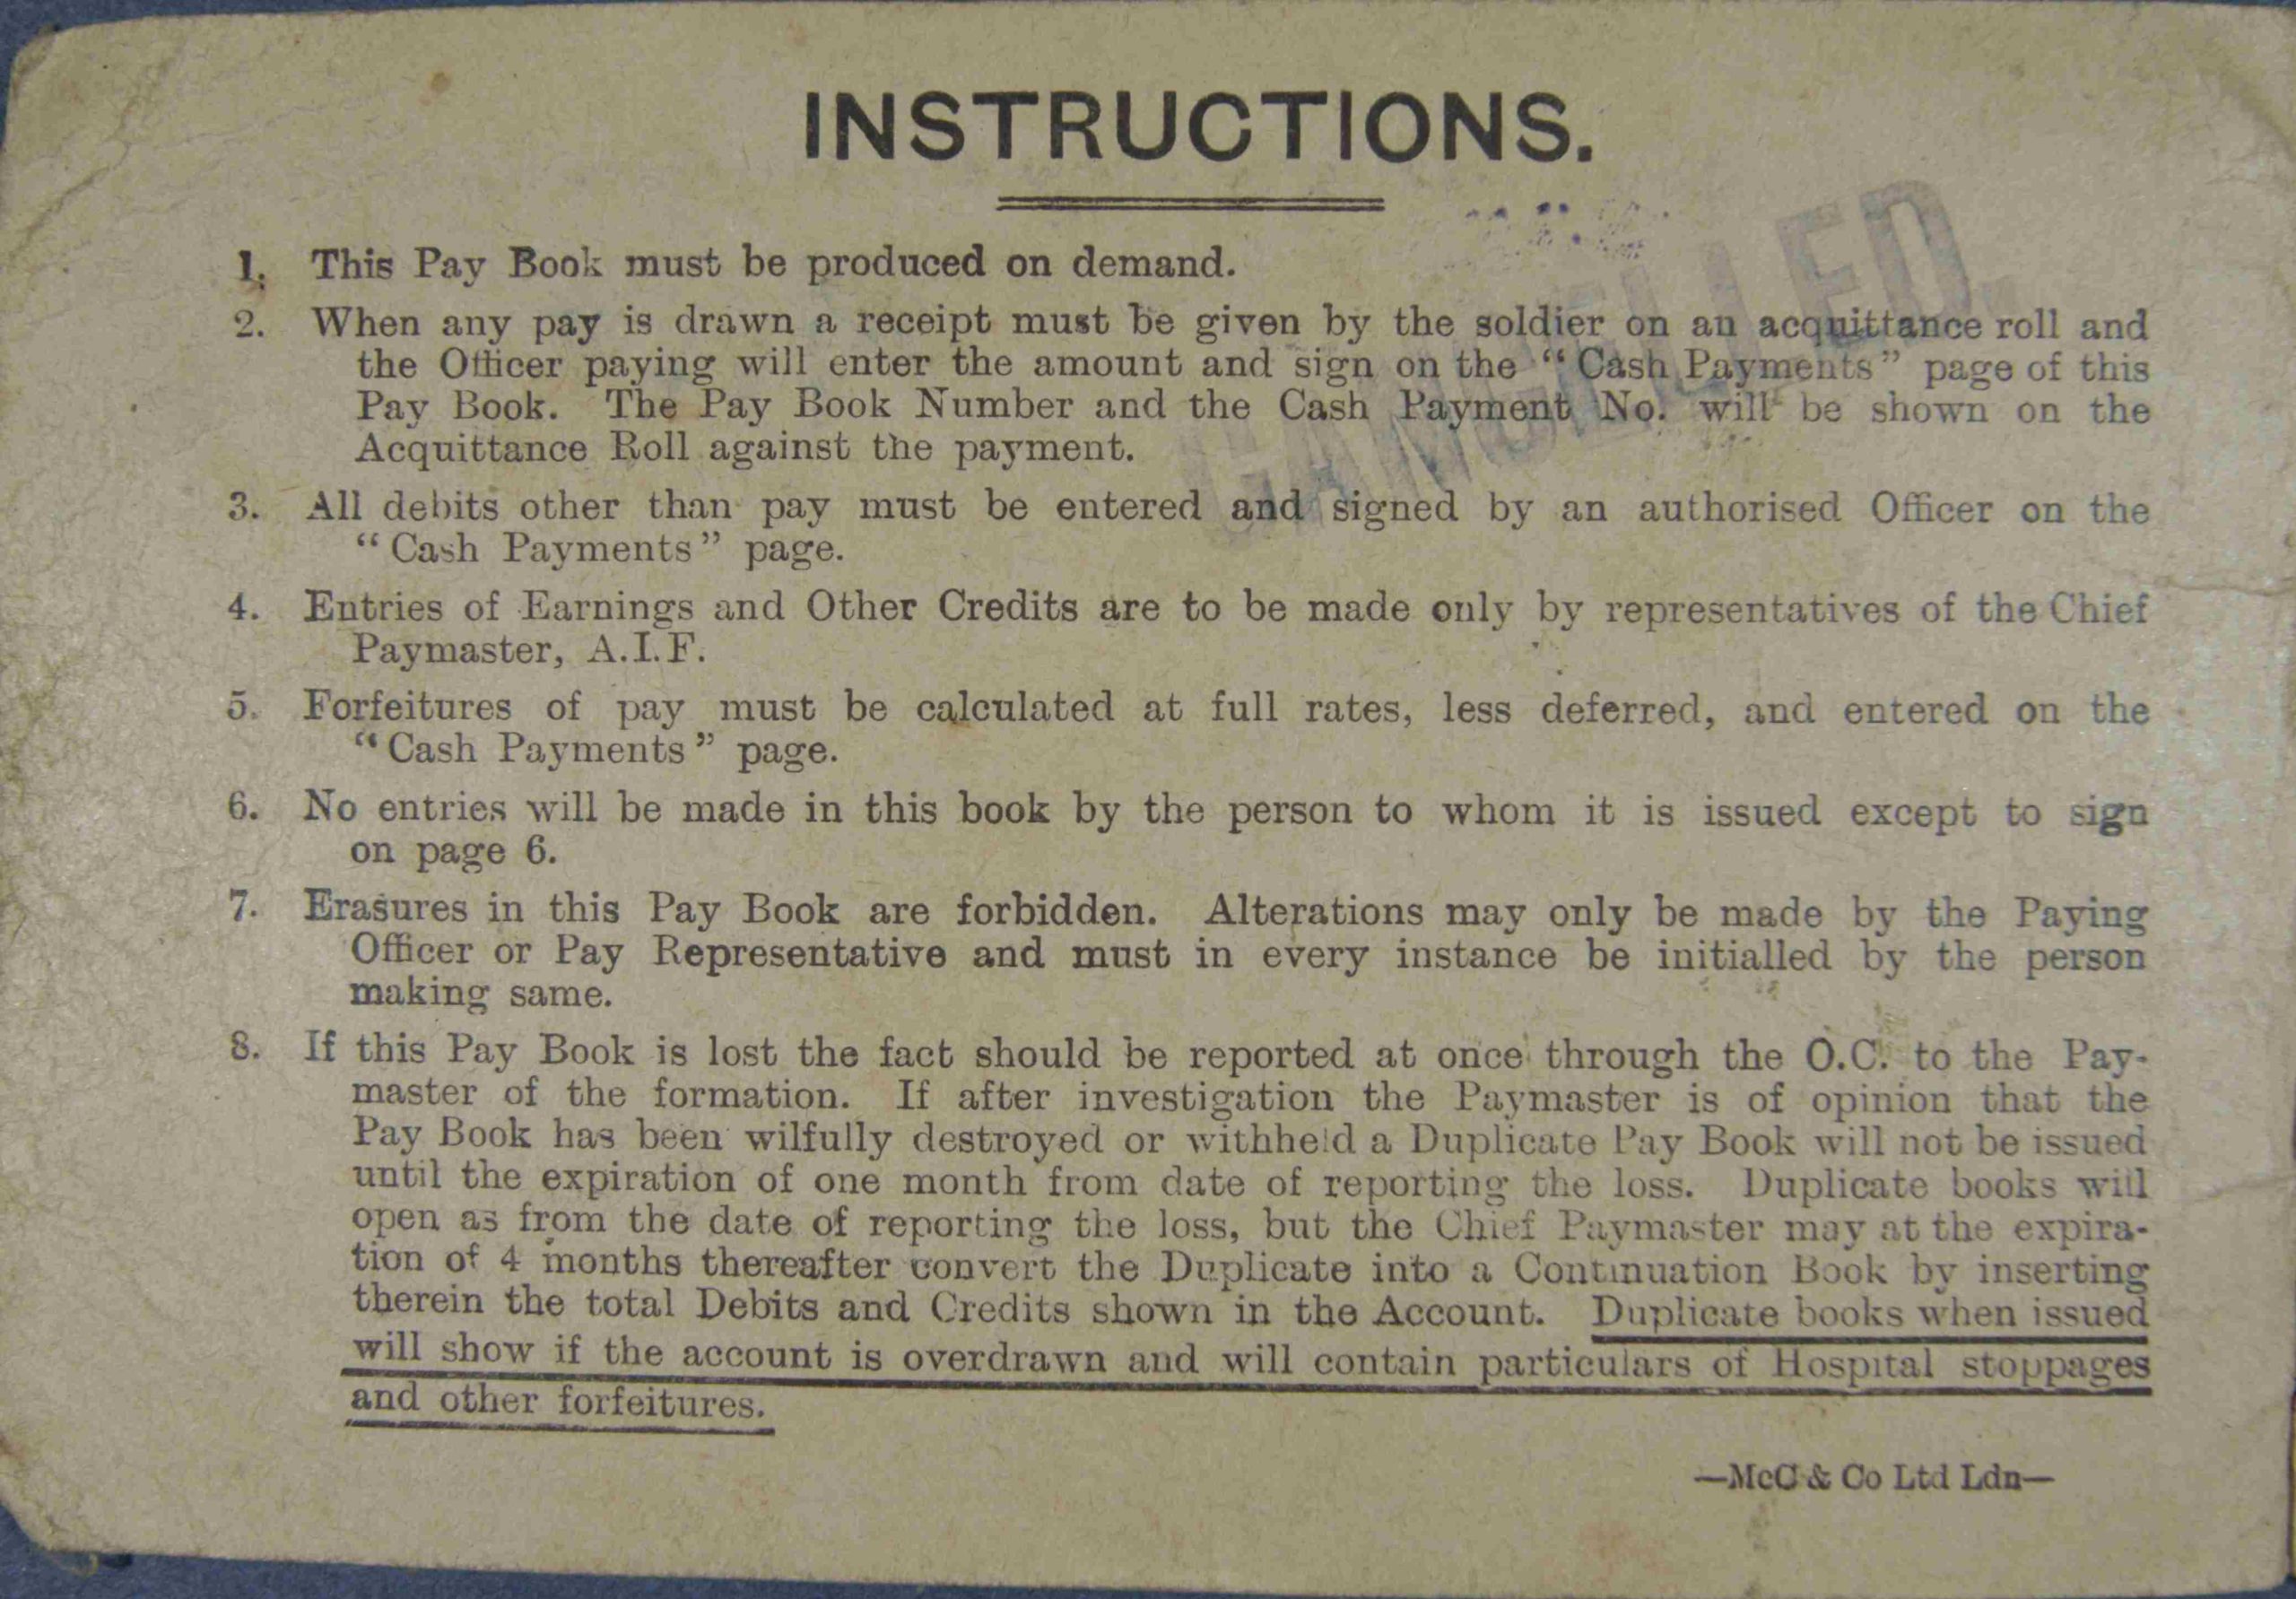 INSTRUCTIONS.
1. This Pay Book must be produced on demand.
2. When any pay is drawn a receipt must be given by the soldier on an acquittance roll and
the Officer paying will enter the amount and sign on the "Cash Payments" page of this
Pay Book. The Pay Book Number and the Cash Payment No. will be shown on the
Acquittance Roll against the payment.
3. All debits other than pay must be entered and signed by an authorised Officer on the
"Cash Payments" page.
4. Entries of Earnings and Other Credits are to be made only by representatives of the Chief
Paymaster, A.I.F.
5. Forfeitures of pay must be calculated at full rates, less deferred, and entered on the
"Cash Payments" page.
6. No entries will be made in this book by the person to whom it is issued except to sign
on page 6.
7. Erasures in this Pay Book are forbidden. Alterations may only be made by the Paying
Officer or Pay Representative and must in every instance be initialled by the person
making same.
8. If this Pay Book is lost the fact should be reported at once through the O.C. to the Pay-
master of the formation. If after investigation the Paymaster is of opinion that the
Pay Book has been wilfully destroyed or withheld a Duplicate Pay Book will not be issued
until the expiration of one month from date of reporting the loss. Duplicate books will
open as from the date of reporting the loss, but the Chief Paymaster may at the expira-
tion of 4 months thereafter convert the Duplicate into a Continuation Book by inserting
therein the total Debits and Credits shown in the Account. Duplicate books when issued
will show if the account is overdrawn and will contain particulars of Hospital stoppages
and other forfeitures.
—McC & Co Ltd Ldn—
CANCELLED.